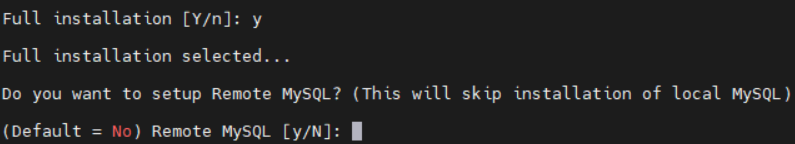 Full installation [Y/n]: y
Full installation selected...
Do you want to setup Remote MySQL? (This will skip installation of local MySQL)
(Default = No) Remote MySQL [y/N]: